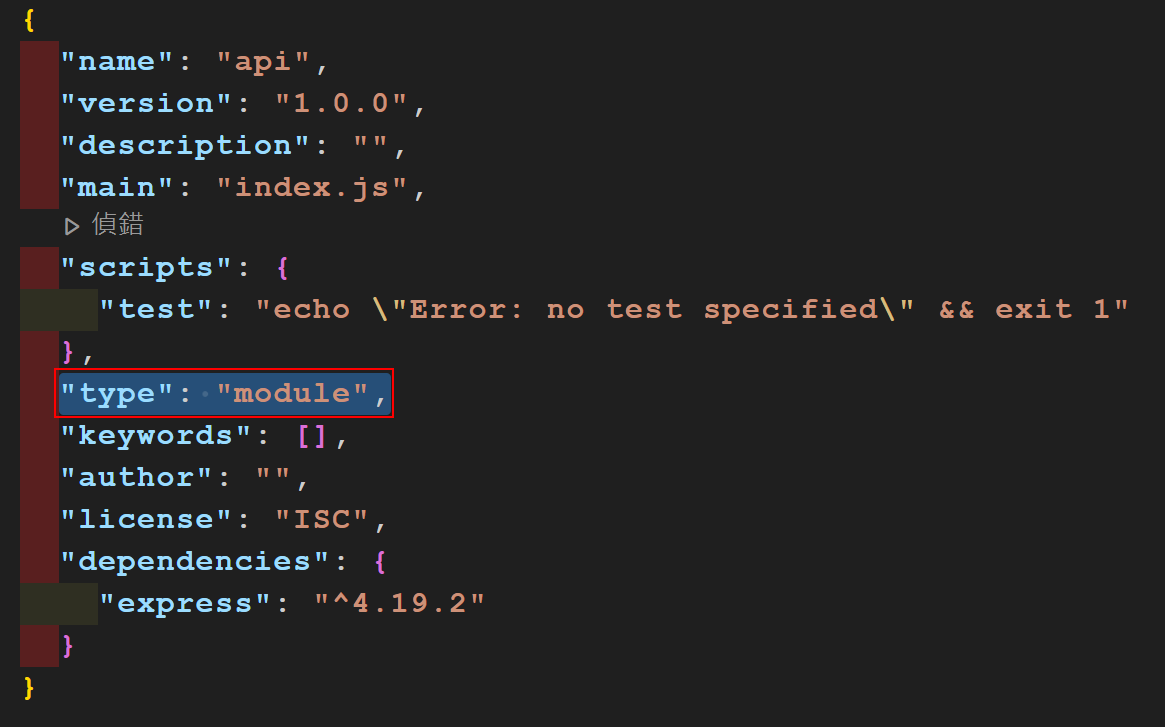 {
"name": "api",
"version": "1.0.0",
"description": "",
"main": "index.js",
偵錯
"scripts": {
"test": "echo \"Error: no test specified\" && exit 1"
},
"type": "module",
"keywords": [],
"author": "",
"license": "ISC",
"dependencies": {
"express": "^4.19.2"
}
}